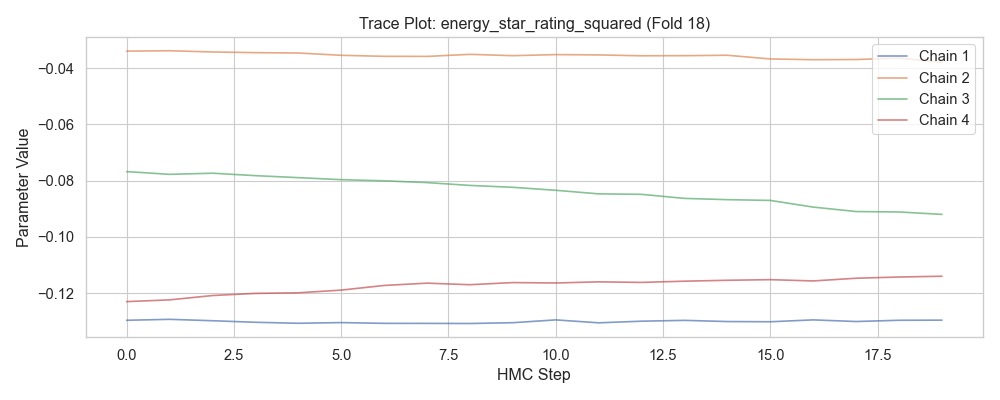 Trace Plot: energy_star_rating_squared (Fold 18)
Parameter Value
−0.04
−0.06
−0.08
−0.10
−0.12
Chain 1
Chain 2
Chain 3
Chain 4
0.0 2.5 5.0 7.5 10.0 12.5 15.0 17.5
HMC Step